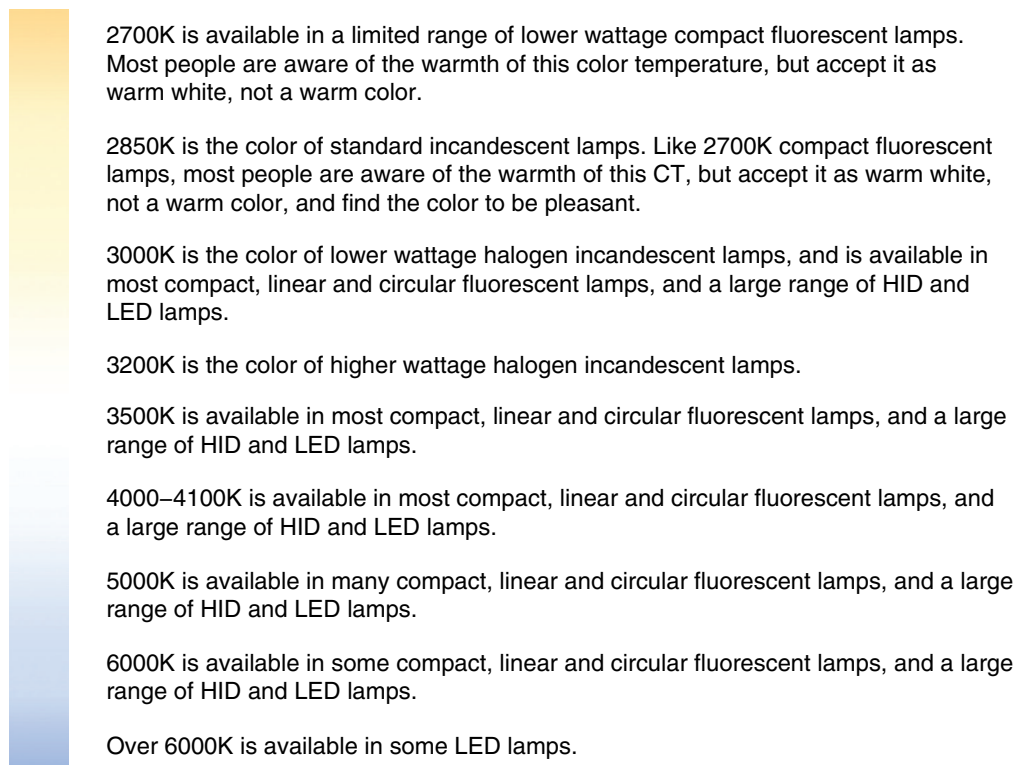 2700K is available in a limited range of lower wattage compact fluorescent lamps.
Most people are aware of the warmth of this color temperature, but accept it as
warm white, not a warm color.
2850K is the color of standard incandescent lamps. Like 2700K compact fluorescent
lamps, most people are aware of the warmth of this CT, but accept it as warm white,
not a warm color, and find the color to be pleasant.
3000K is the color of lower wattage halogen incandescent lamps, and is available in
most compact, linear and circular fluorescent lamps, and a large range of HID and
LED lamps.
3200K is the color of higher wattage halogen incandescent lamps.
3500K is available in most compact, linear and circular fluorescent lamps, and a large
range of HID and LED lamps.
4000–4100K is available in most compact, linear and circular fluorescent lamps, and
a large range of HID and LED lamps.
5000K is available in many compact, linear and circular fluorescent lamps, and a large
range of HID and LED lamps.
6000K is available in some compact, linear and circular fluorescent lamps, and a large
range of HID and LED lamps.
Over 6000K is available in some LED lamps.